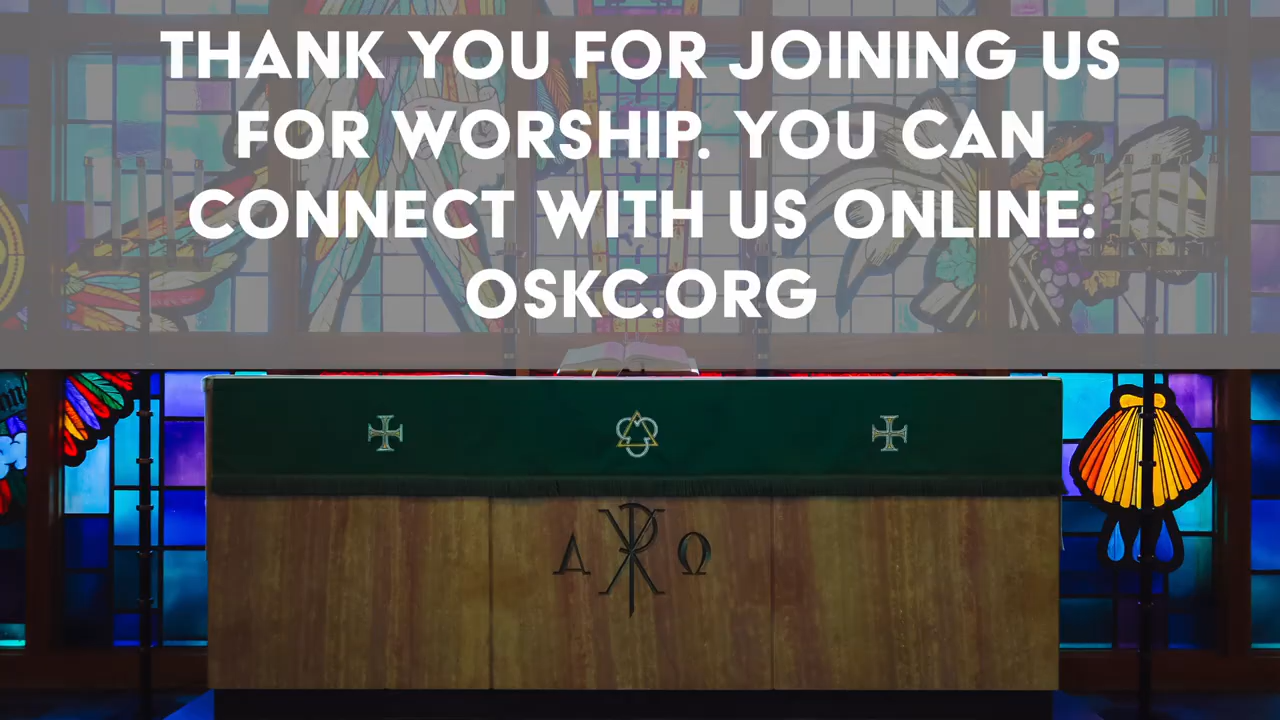 THANK YOU FOR JOINING US
FOR WORSHIP. YOU CAN
CONNECT WITH US ONLINE:
OSKC.ORG
Α ☧ Ω